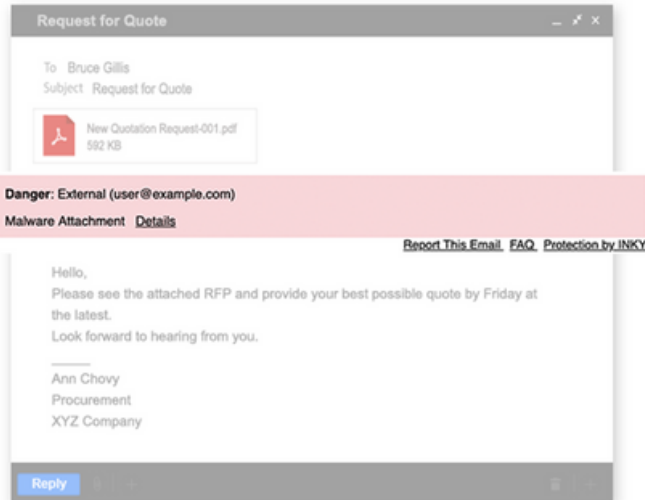 Request for Quote
To Bruce Gillis
Subject Request for Quote
New Quotation Request-001.pdf
592 KB
Danger: External (user@example.com)
Malware Attachment Details
Report This Email FAQ Protection by INKY
Hello,
Please see the attached RFP and provide your best possible quote by Friday at
the latest.
Look forward to hearing from you.
Ann Chovy
Procurement
XYZ Company
Reply